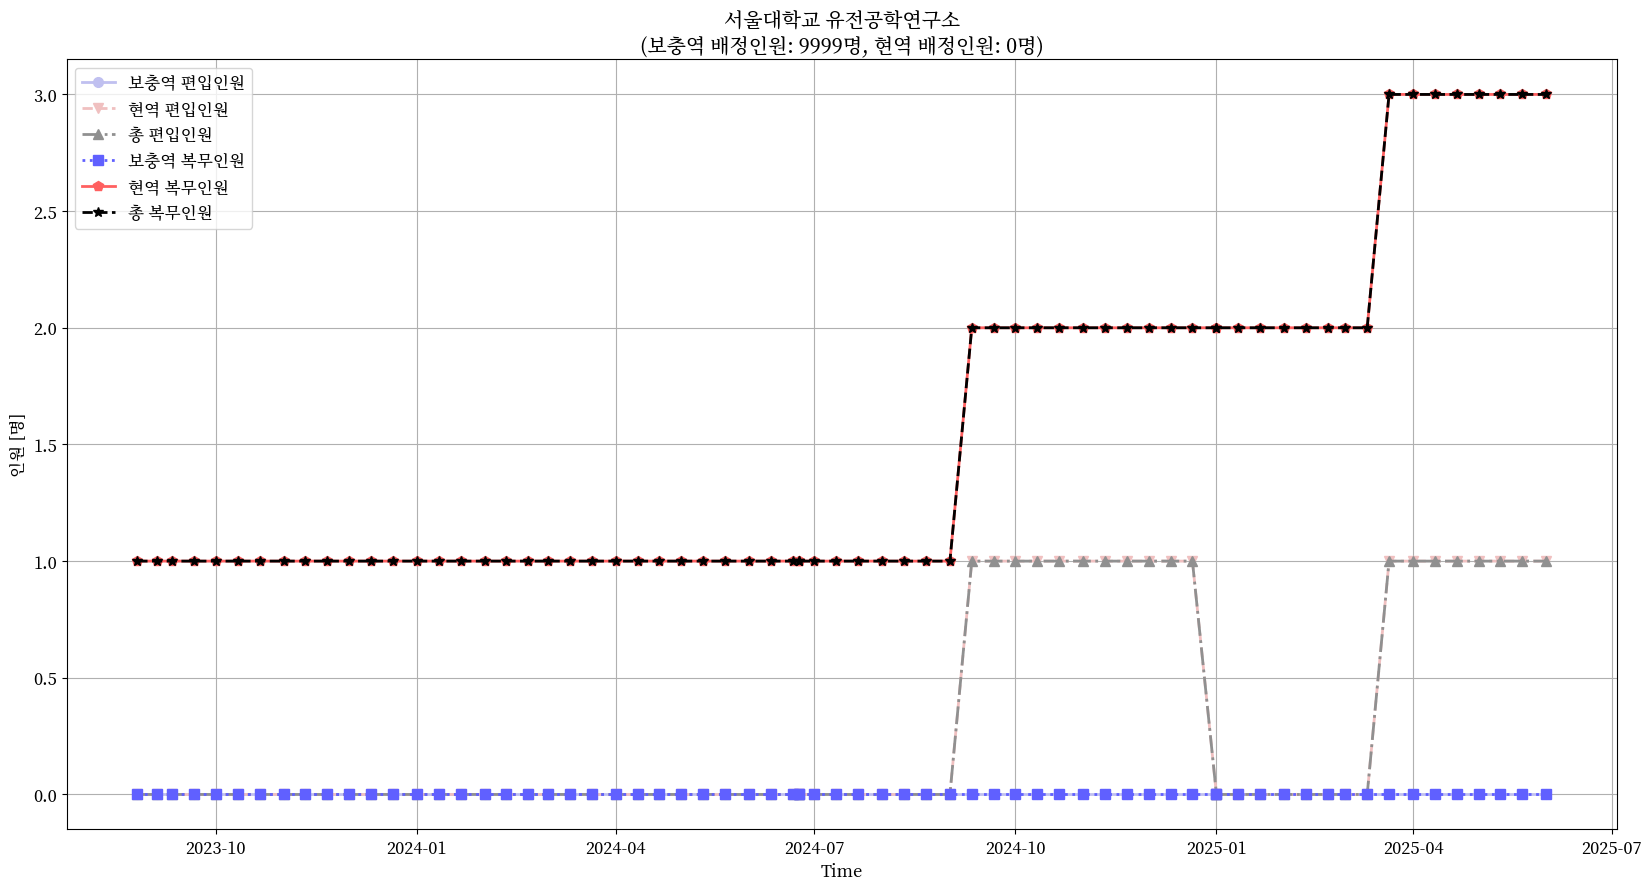 서울대학교 유전공학연구소
(보충역 배정인원: 9999명, 현역 배정인원: 0명)
보충역 편입인원
현역 편입인원
총 편입인원
보충역 복무인원
현역 복무인원
총 복무인원
3.0
2.5
2.0
1.5
1.0
0.5
0.0
인원 [명]
2023-10
2024-01
2024-04
2024-07
2024-10
2025-01
2025-04
2025-07
Time